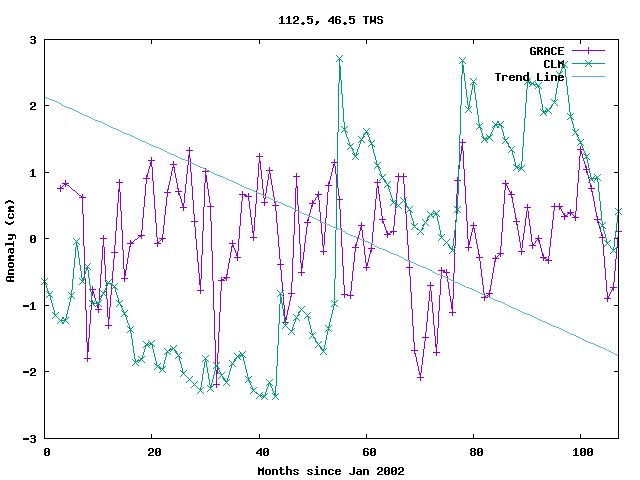 112.5, 46.5 TWS
GRACE
CLM
Trend Line
3
2
1
0
-1
-2
-3
Anomaly (cm)
0 20 40 60 80 100
Months since Jan 2002